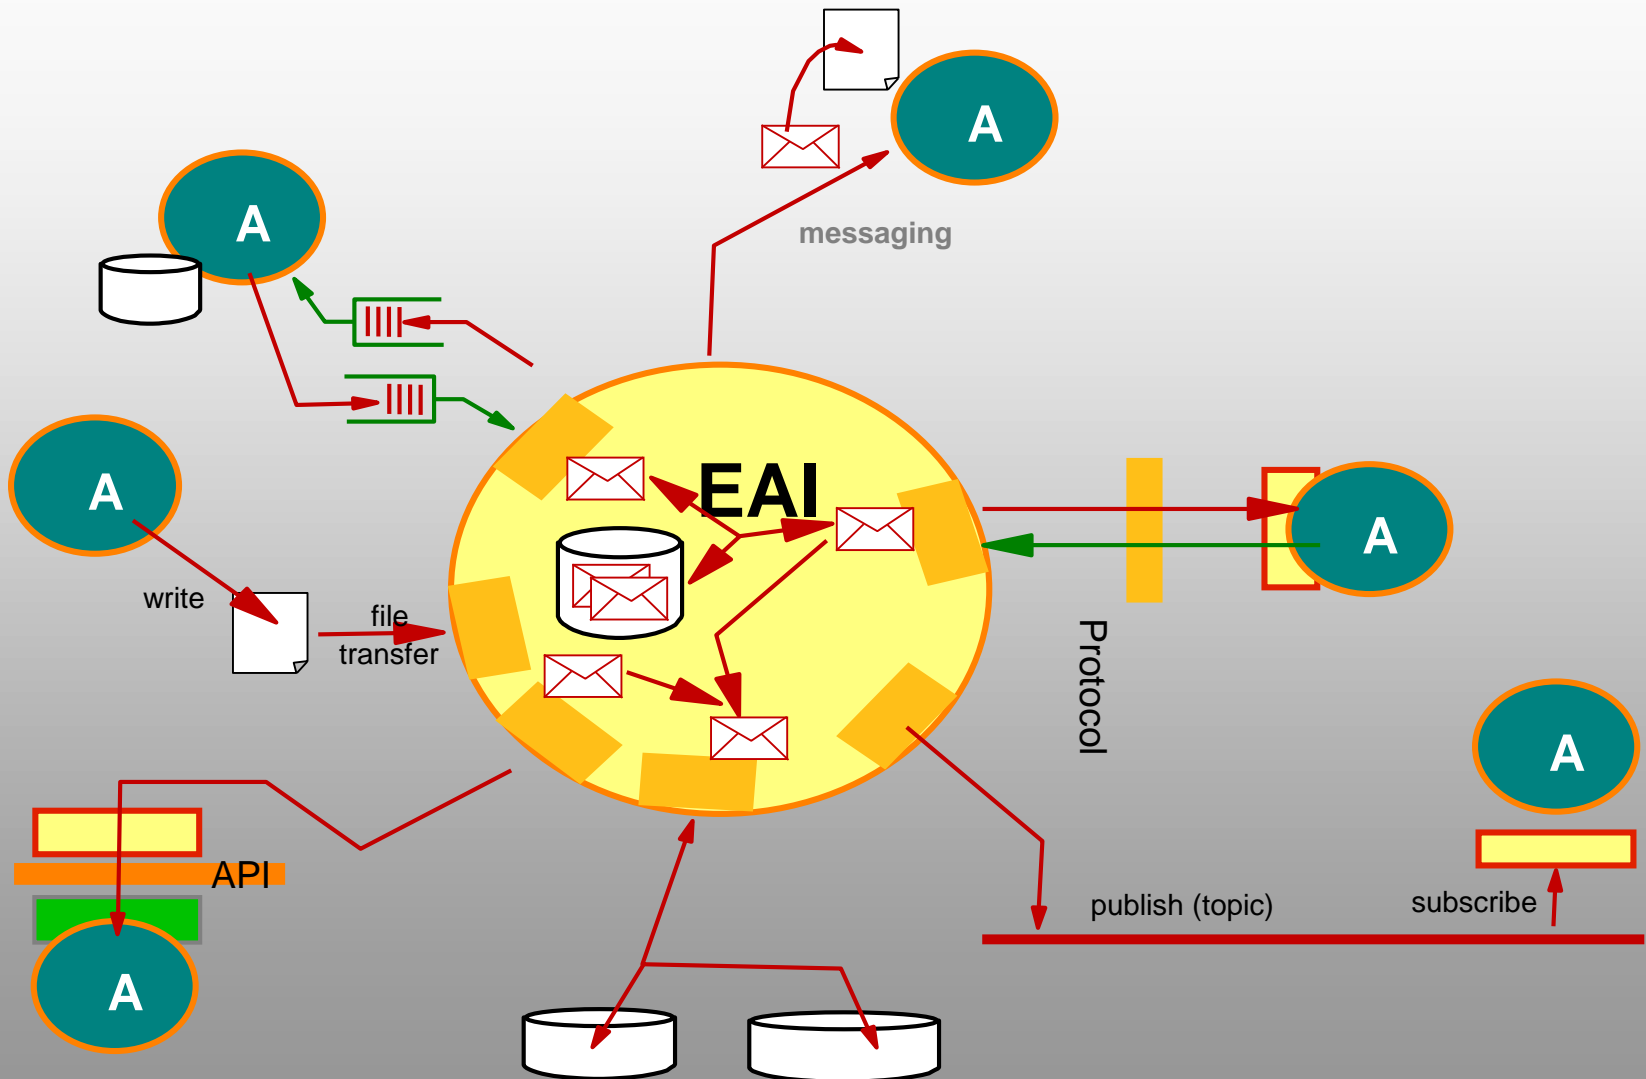 A
messaging
A
A
EAI
A
write
file
transfer
Protocol
A
API
publish (topic)
subscribe
A